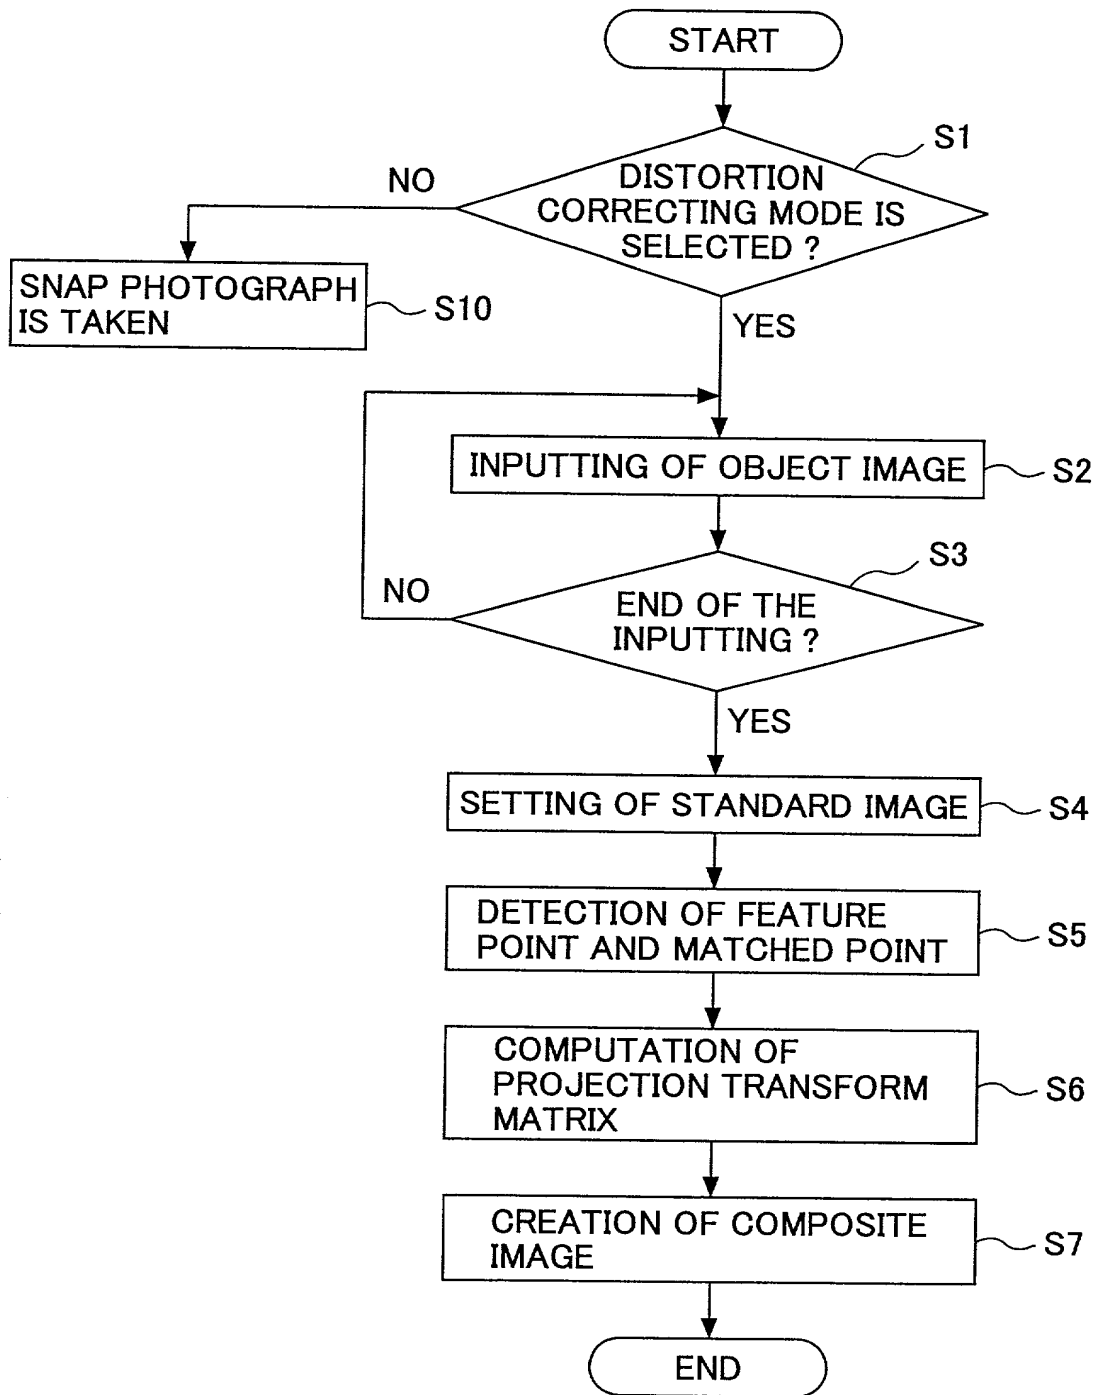 START
S1
DISTORTION
CORRECTING MODE IS
SELECTED ?
NO
SNAP PHOTOGRAPH
IS TAKEN
S10
YES
INPUTTING OF OBJECT IMAGE
S2
S3
END OF THE
INPUTTING ?
NO
YES
SETTING OF STANDARD IMAGE
S4
DETECTION OF FEATURE
POINT AND MATCHED POINT
S5
COMPUTATION OF
PROJECTION TRANSFORM
MATRIX
S6
CREATION OF COMPOSITE
IMAGE
S7
END